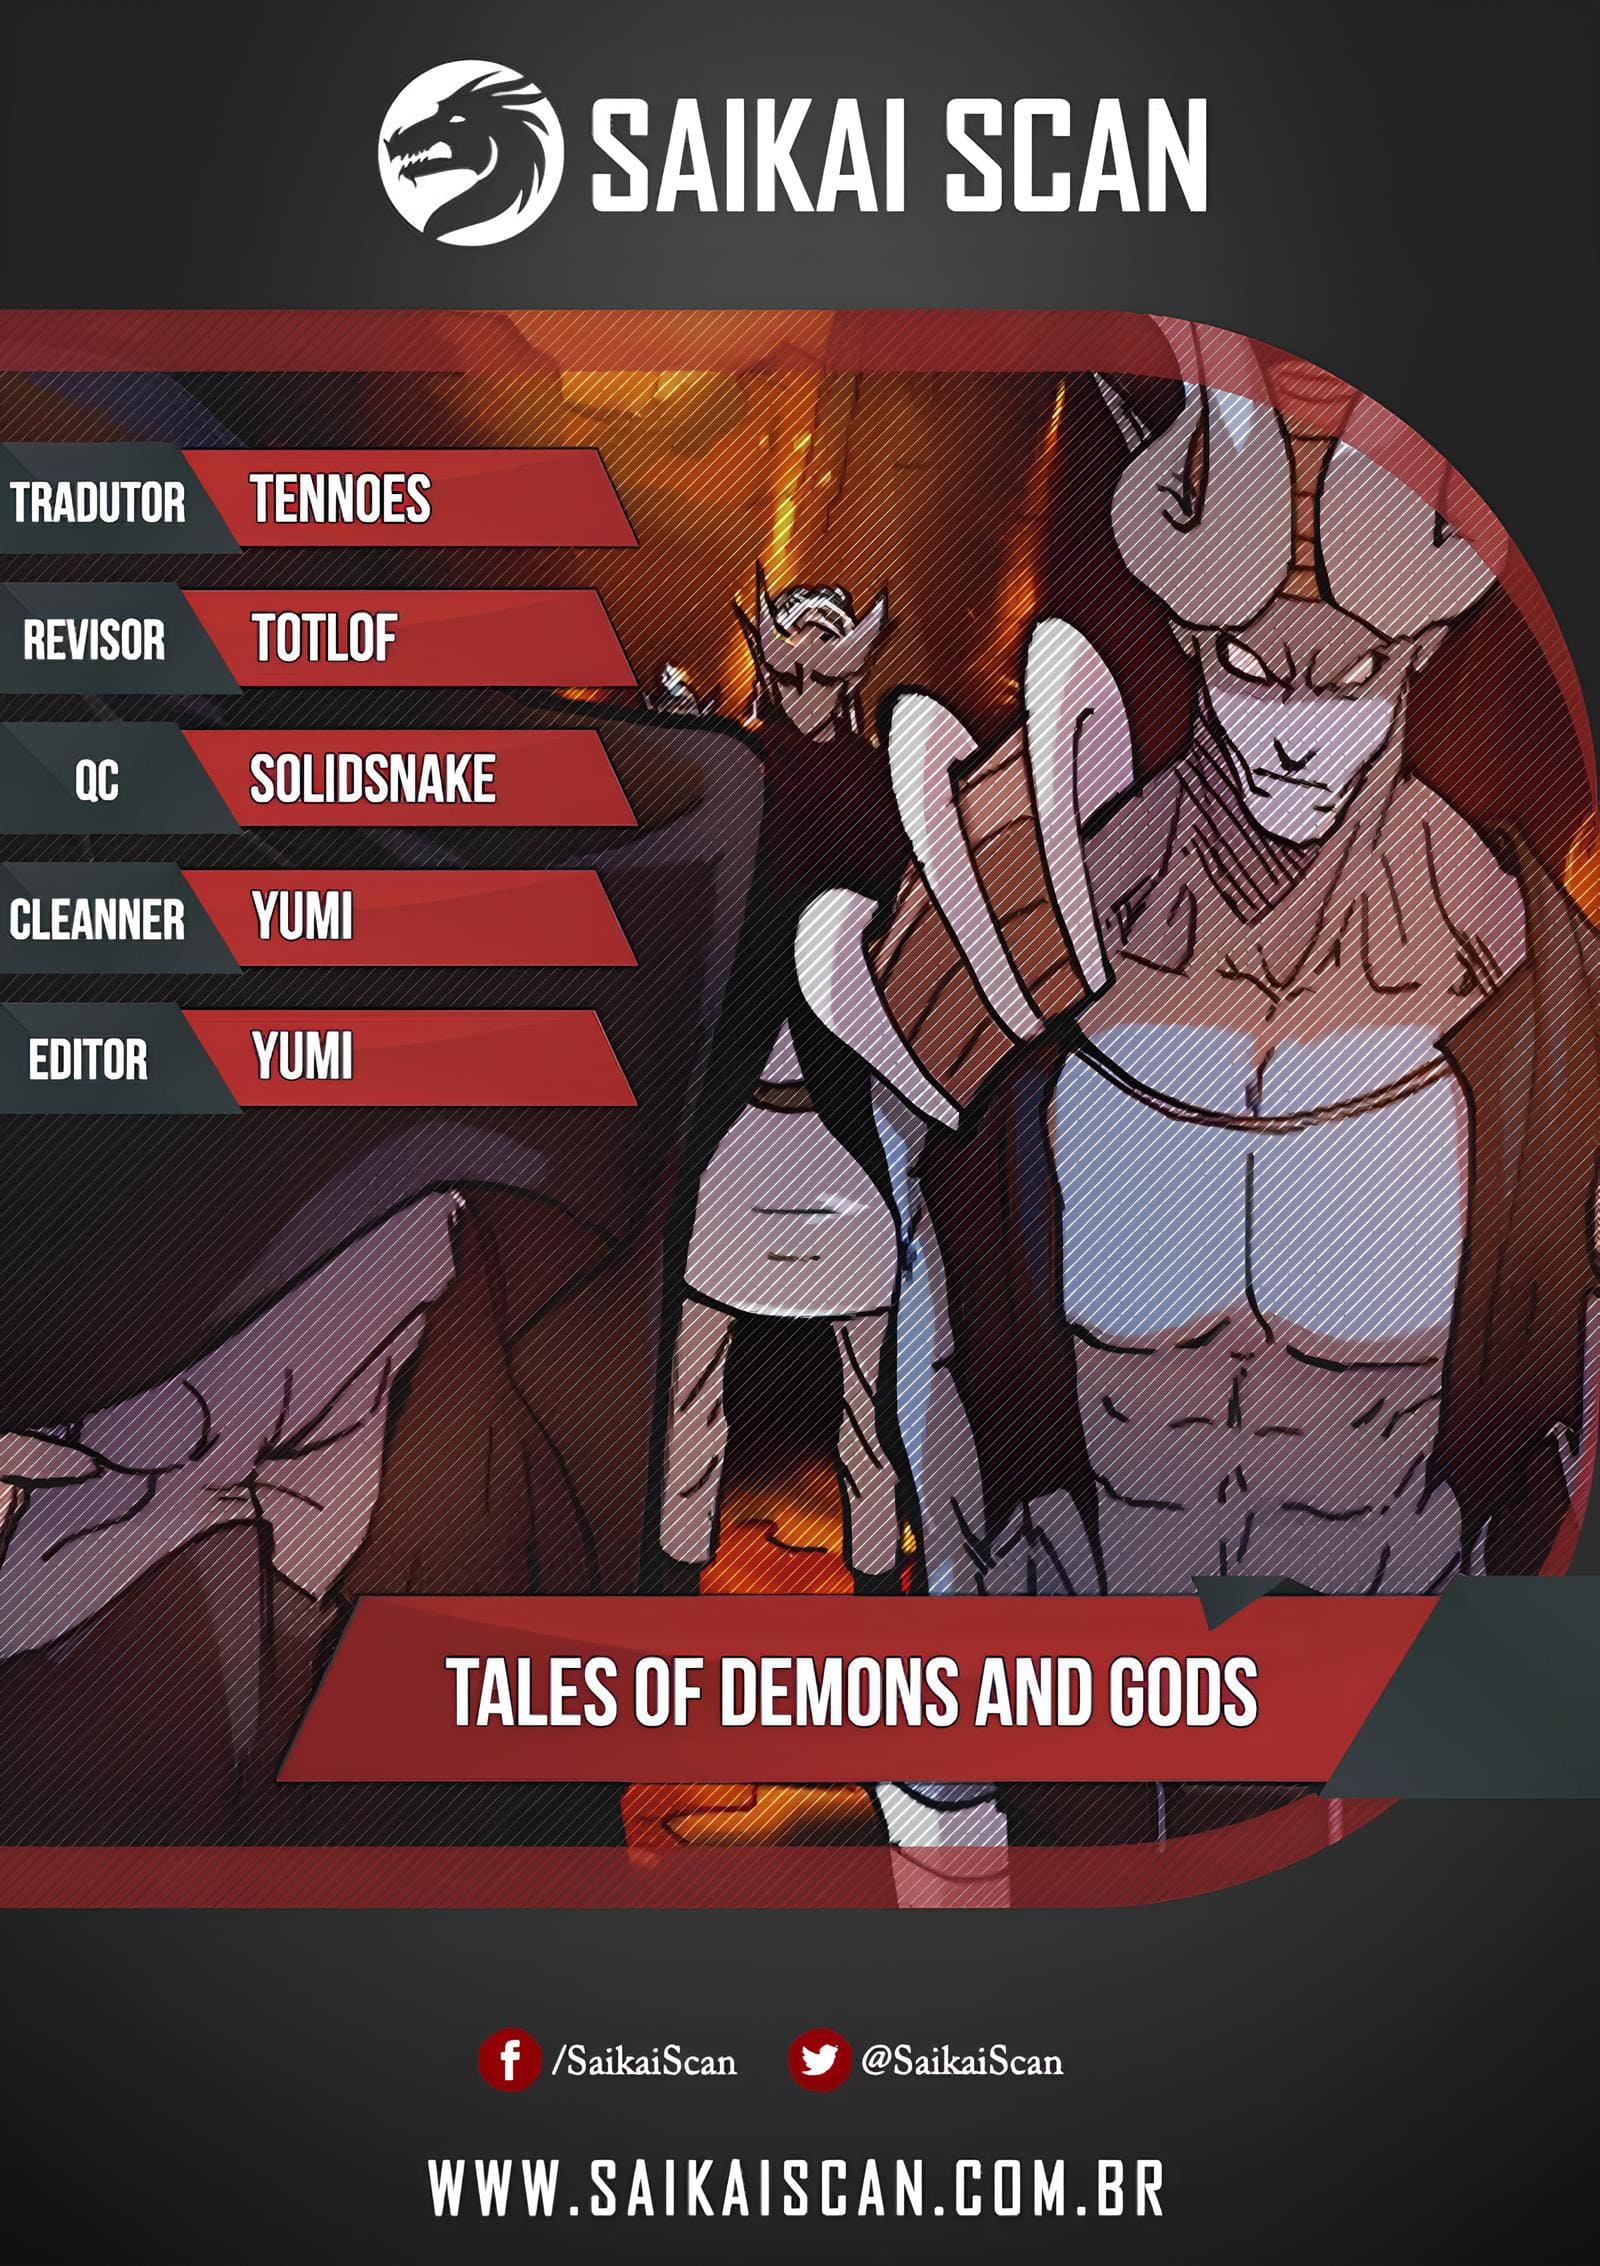 SAIKAI SCAN
TRADUTOR TENNOES
REVISOR TOTLOF
QC SOLIDSNAKE
CLEANNER YUMI
EDITOR YUMI
TALES OF DEMONS AND GODS
/SaikaiScan @SaikaiScan
WWW.SAIKAISCAN.COM.BR